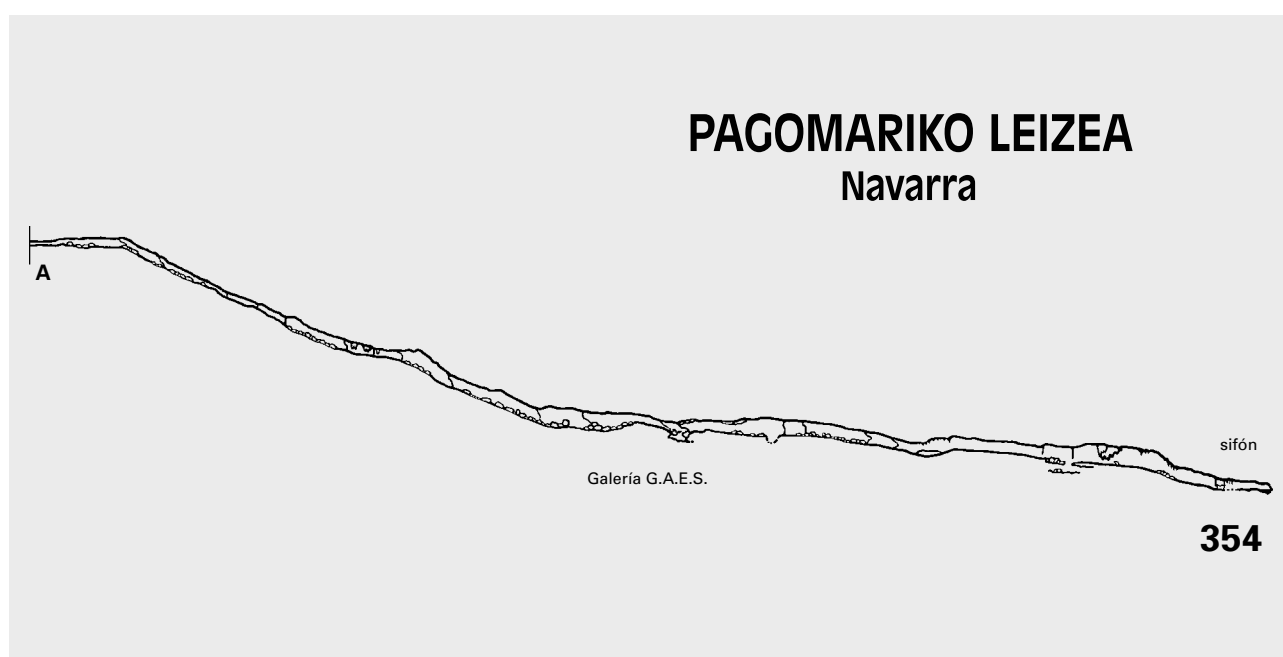 PAGOMARIKO LEIZEA
Navarra
A
sifón
Galería G.A.E.S.
354